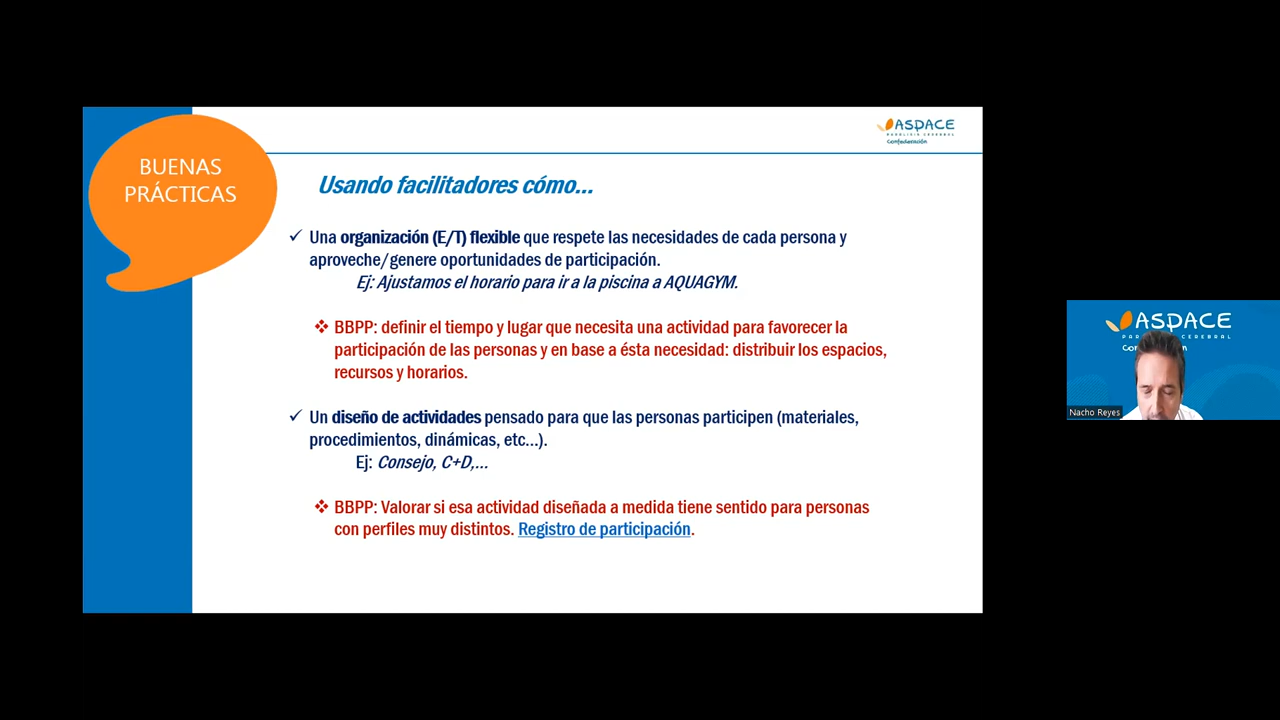 BUENAS
PRÁCTICAS
ASPACE
PARÁLISIS CEREBRAL
Confederación
Usando facilitadores cómo...
✓ Una organización (E/T) flexible que respete las necesidades de cada persona y
aproveche/genere oportunidades de participación.
Ej: Ajustamos el horario para ir a la piscina a AQUAGYM.
❖ BBPP: definir el tiempo y lugar que necesita una actividad para favorecer la
participación de las personas y en base a ésta necesidad: distribuir los espacios,
recursos y horarios.
✓ Un diseño de actividades pensado para que las personas participen (materiales,
procedimientos, dinámicas, etc...).
Ej: Consejo, C+D,...
❖ BBPP: Valorar si esa actividad diseñada a medida tiene sentido para personas
con perfiles muy distintos. Registro de participación.
ASPACE
Nacho Reyes